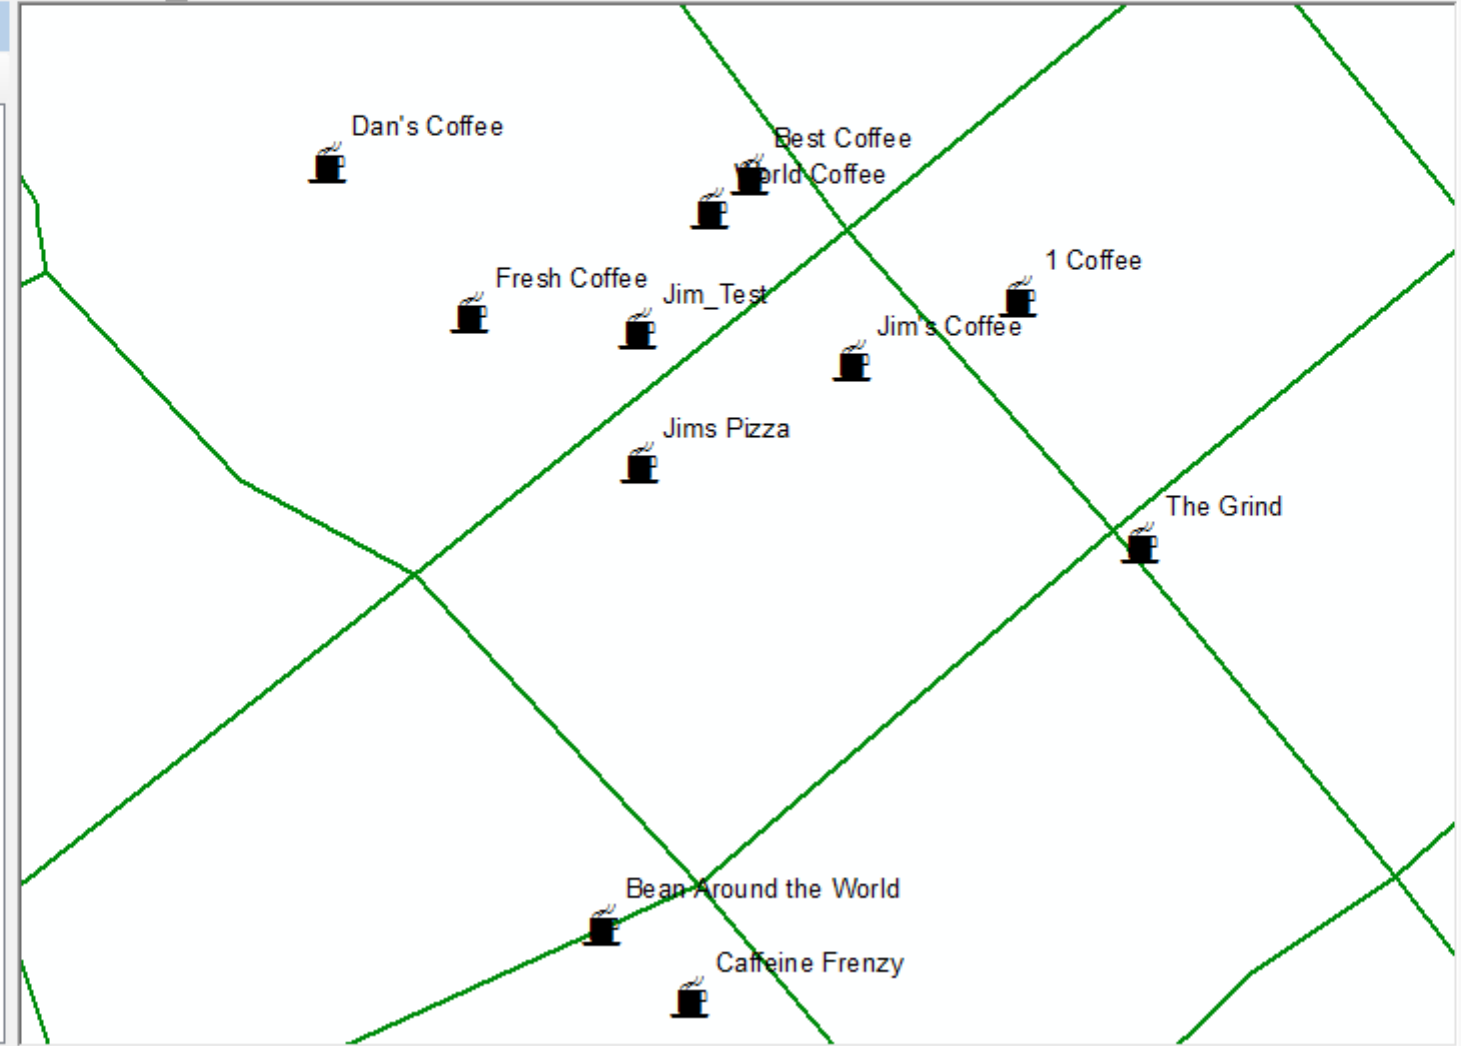 Dan's Coffee
Best Coffee
World Coffee
1 Coffee
Fresh Coffee
Jim_Test
Jim's Coffee
Jims Pizza
The Grind
Bean Around the World
Caffeine Frenzy